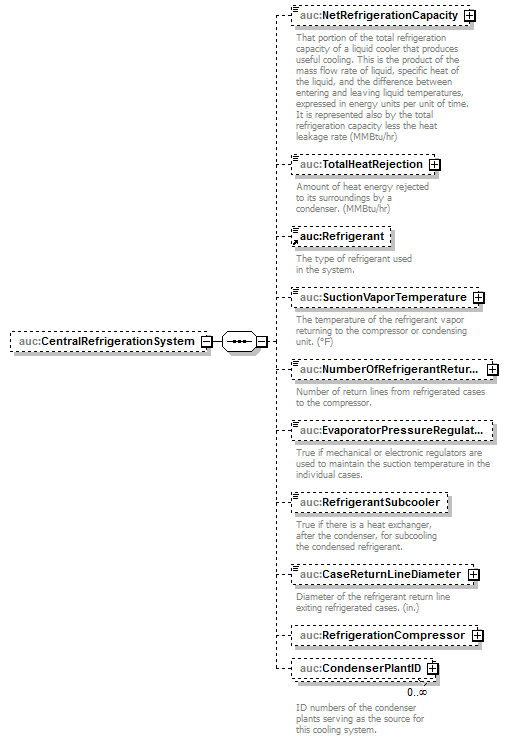 auc:NetRefrigerationCapacity
That portion of the total refrigeration
capacity of a liquid cooler that produces
useful cooling. This is the product of the
mass flow rate of liquid, specific heat of
the liquid, and the difference between
entering and leaving liquid temperatures,
expressed in energy units per unit of time.
It is represented also by the total
refrigeration capacity less the heat
leakage rate (MMBtu/hr)
auc:TotalHeatRejection
Amount of heat energy rejected
to its surroundings by a
condenser. (MMBtu/hr)
auc:Refrigerant
The type of refrigerant used
in the system.
auc:SuctionVaporTemperature
The temperature of the refrigerant vapor
returning to the compressor or condensing
unit. (°F)
auc:CentralRefrigerationSystem
auc:NumberOfRefrigerantRetur...
Number of return lines from refrigerated cases
to the compressor.
auc:EvaporatorPressureRegulat...
True if mechanical or electronic regulators are
used to maintain the suction temperature in the
individual cases.
auc:RefrigerantSubcooler
True if there is a heat exchanger,
after the condenser, for subcooling
the condensed refrigerant.
auc:CaseReturnLineDiameter
Diameter of the refrigerant return line
exiting refrigerated cases. (in.)
auc:RefrigerationCompressor
auc:CondenserPlantID
0..∞
ID numbers of the condenser
plants serving as the source for
this cooling system.